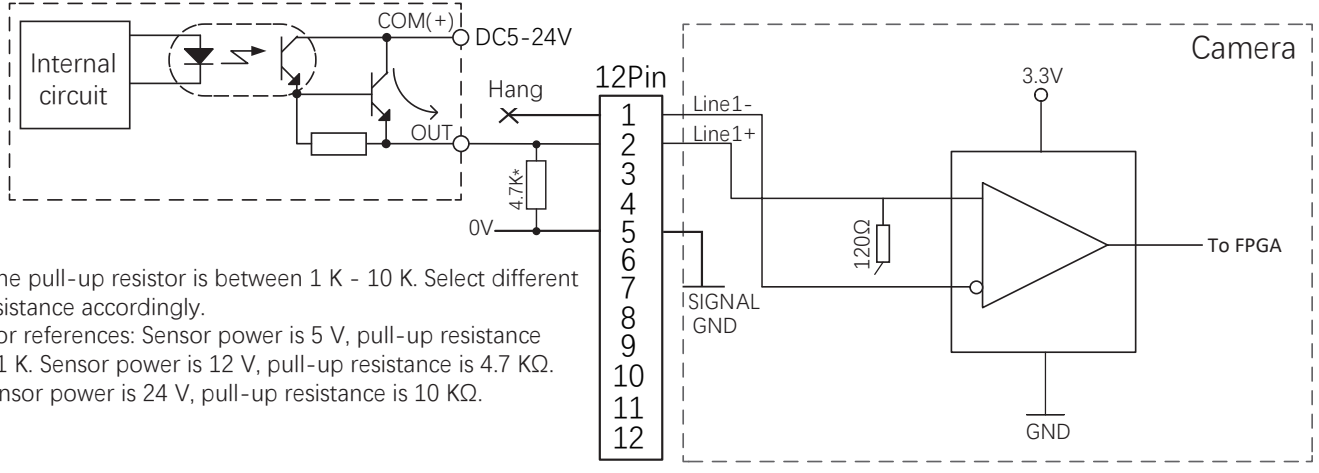 COM(+)
DC5-24V
Internal
circuit
OUT
Hang
12Pin
4.7K*
0V
1
2
3
4
5
6
7
8
9
10
11
12
Camera
Line1-
Line1+
3.3V
120Ω
To FPGA
SIGNAL
GND
GND
he pull-up resistor is between 1 K - 10 K. Select different
sistance accordingly.
or references: Sensor power is 5 V, pull-up resistance
1 K. Sensor power is 12 V, pull-up resistance is 4.7 KΩ.
nsor power is 24 V, pull-up resistance is 10 KΩ.